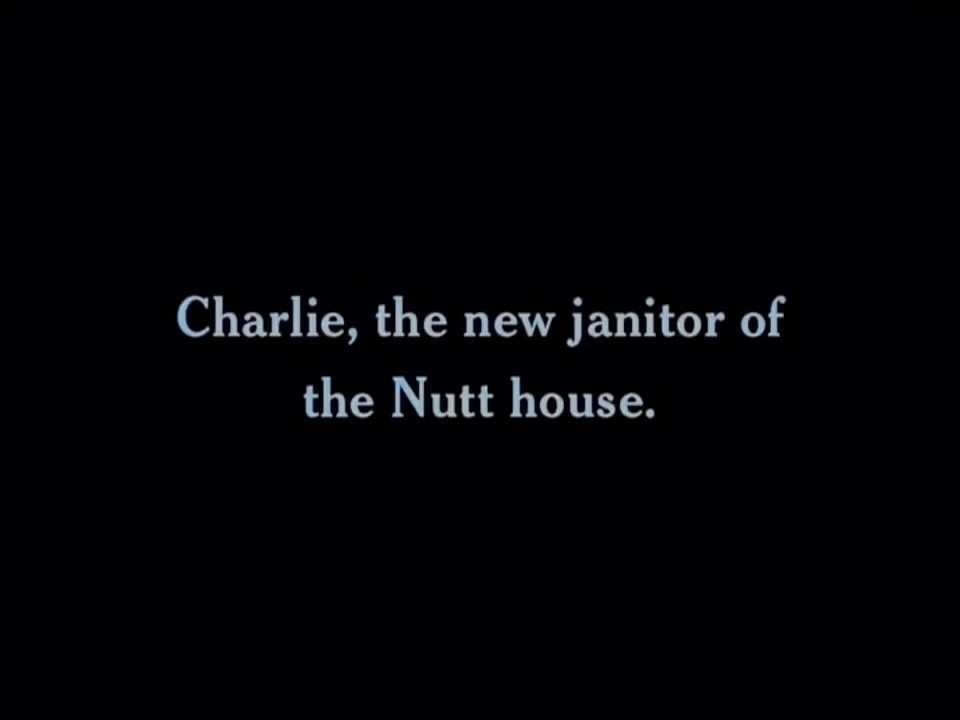 Charlie, the new janitor of
the Nutt house.